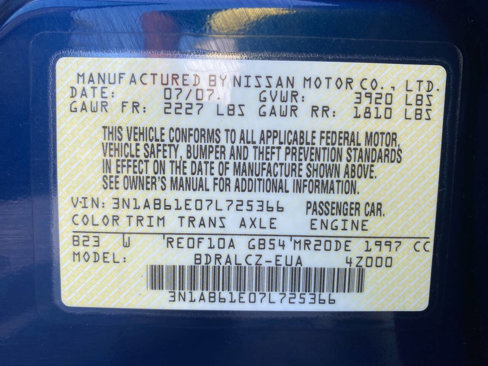 MANUFACTURED BY NISSAN MOTOR CO., LTD.
DATE: 07/07 GVWR: 3920 LBS
GAWR FR: 2227 LBS GAWR RR: 1810 LBS
THIS VEHICLE CONFORMS TO ALL APPLICABLE FEDERAL MOTOR
VEHICLE SAFETY, BUMPER AND THEFT PREVENTION STANDARDS
IN EFFECT ON THE DATE OF MANUFACTURE SHOWN ABOVE.
SEE OWNER'S MANUAL FOR ADDITIONAL INFORMATION.
V-IN: 3N1AB61E07L725366 PASSENGER CAR.
COLOR TRIM TRANS AXLE ENGINE
B23 W 'RE0F10A GB54'MR20DE 1997 CC
MODEL: BDRALCZ-EUA 4Z000
3N1AB61E07L725366